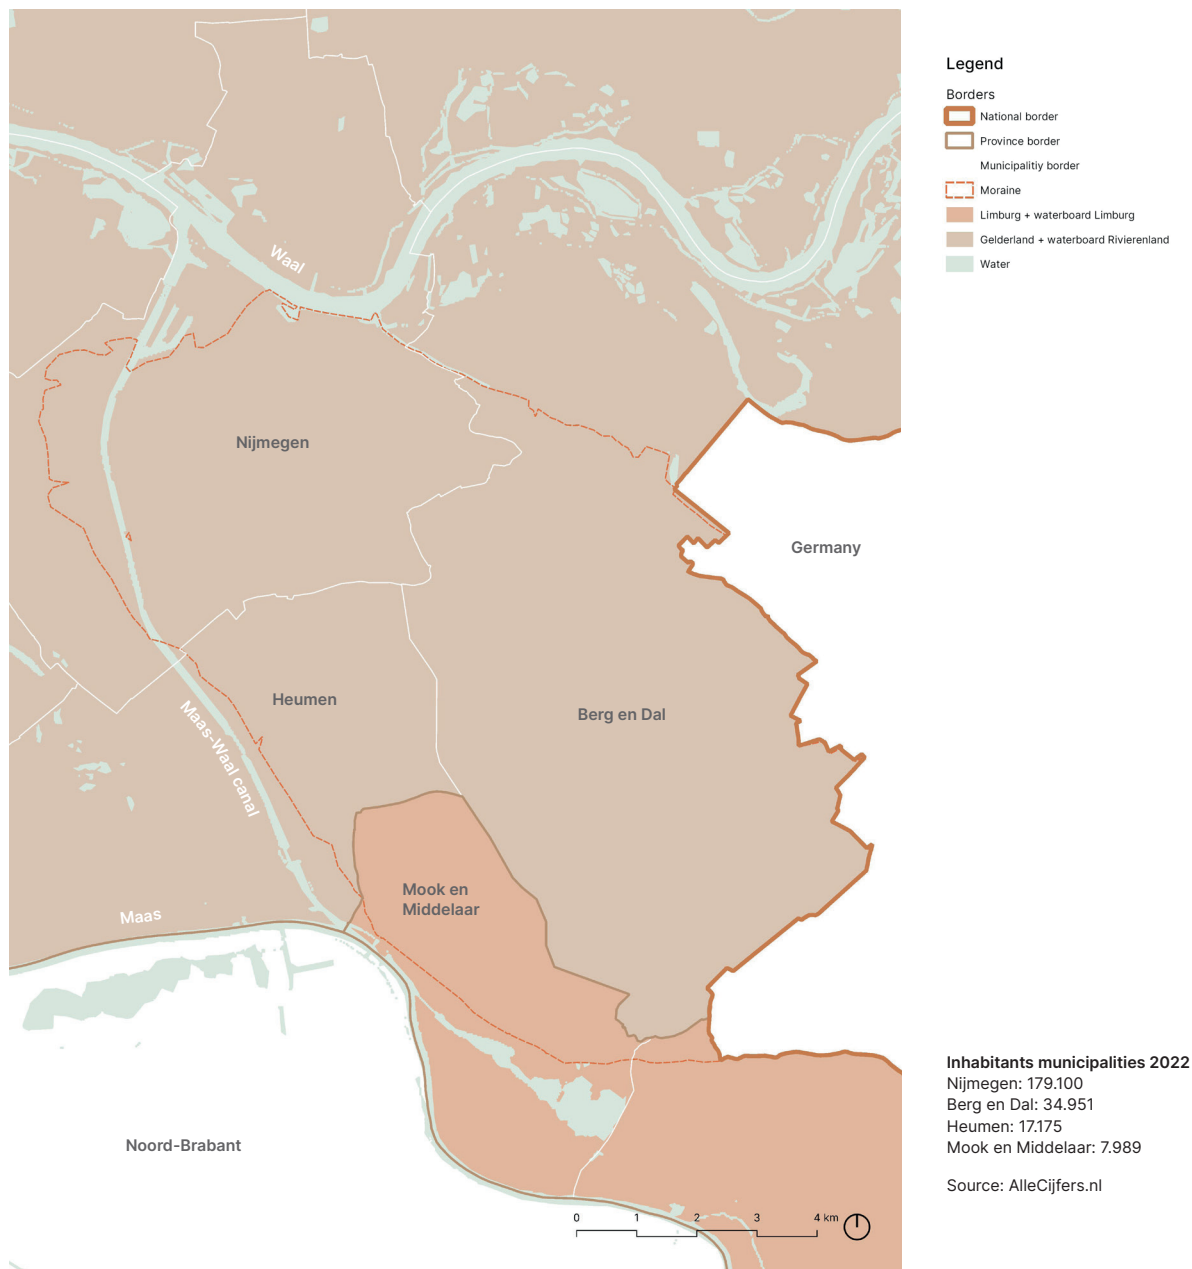 Legend
Borders
National border
Province border
Municipalitiy border
Moraine
Limburg + waterboard Limburg
Gelderland + waterboard Rivierenland
Water
Waal
Nijmegen
Germany
Heumen
Berg en Dal
Maas-Waal canal
Mook en
Middelaar
Maas
Noord-Brabant
0 1 2 3 4 km
Inhabitants municipalities 2022
Nijmegen: 179.100
Berg en Dal: 34.951
Heumen: 17.175
Mook en Middelaar: 7.989
Source: AlleCijfers.nl